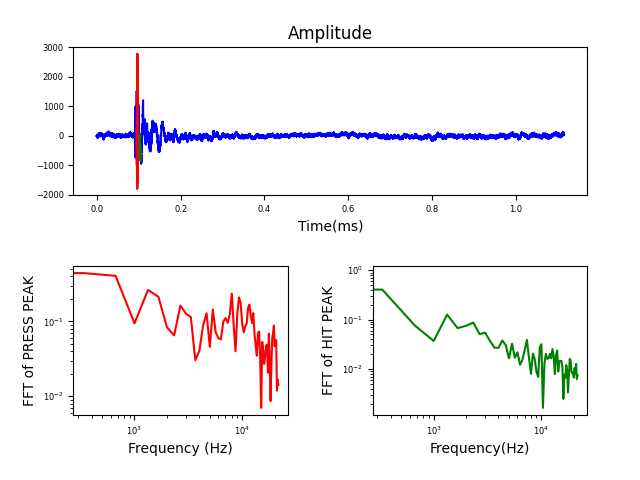 Amplitude
3000
2000
1000
0
−1000
−2000
0.0 0.2 0.4 0.6 0.8 1.0
Time(ms)
FFT of PRESS PEAK
10⁻¹
10⁻²
10³ 10⁴
Frequency (Hz)
FFT of HIT PEAK
10⁰
10⁻¹
10⁻²
10³ 10⁴
Frequency(Hz)